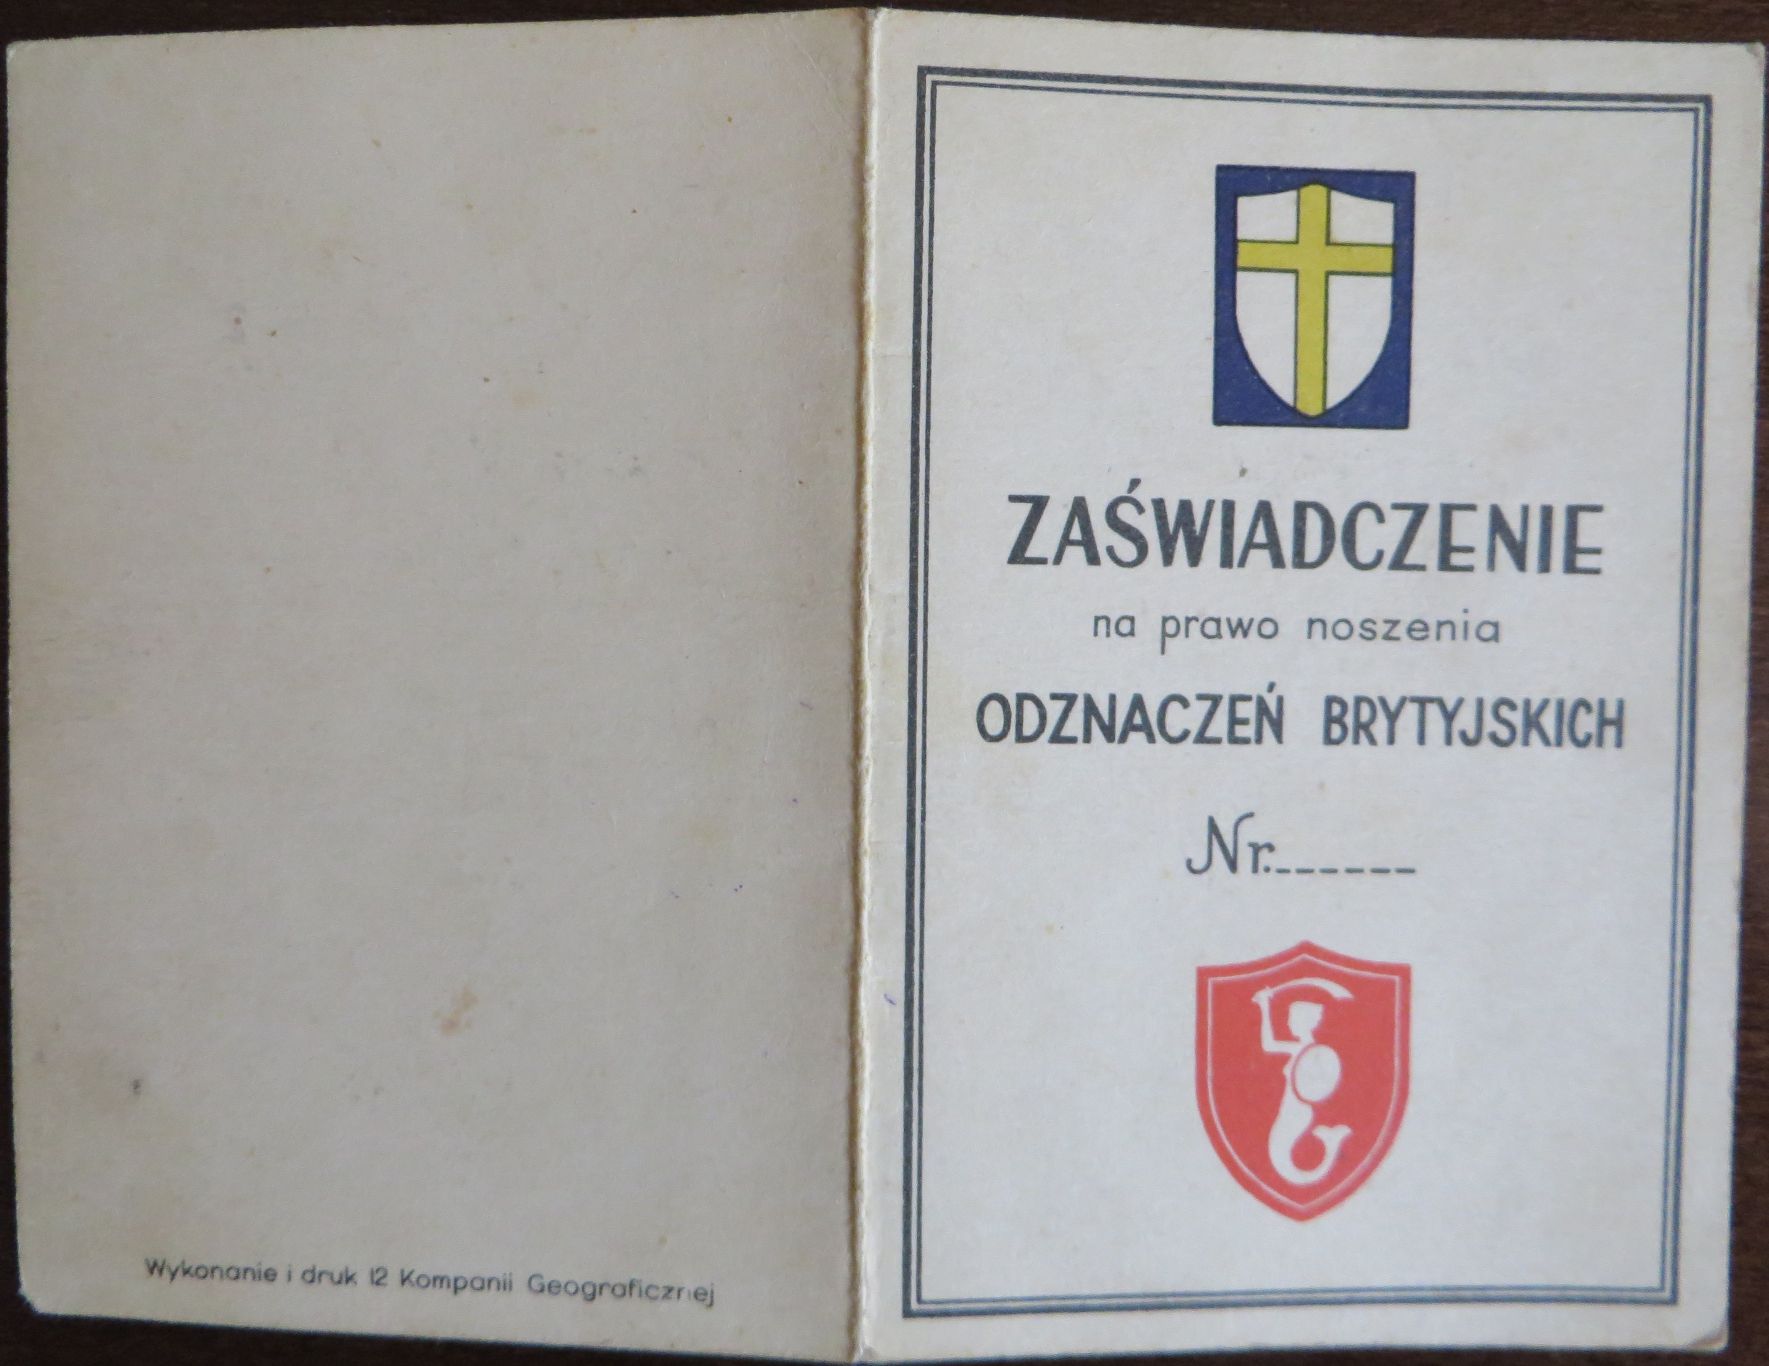 Wykonanie i druk 12 Kompanii Geograficznej
ZAŚWIADCZENIE
na prawo noszenia
ODZNACZEŃ BRYTYJSKICH
Nr.______